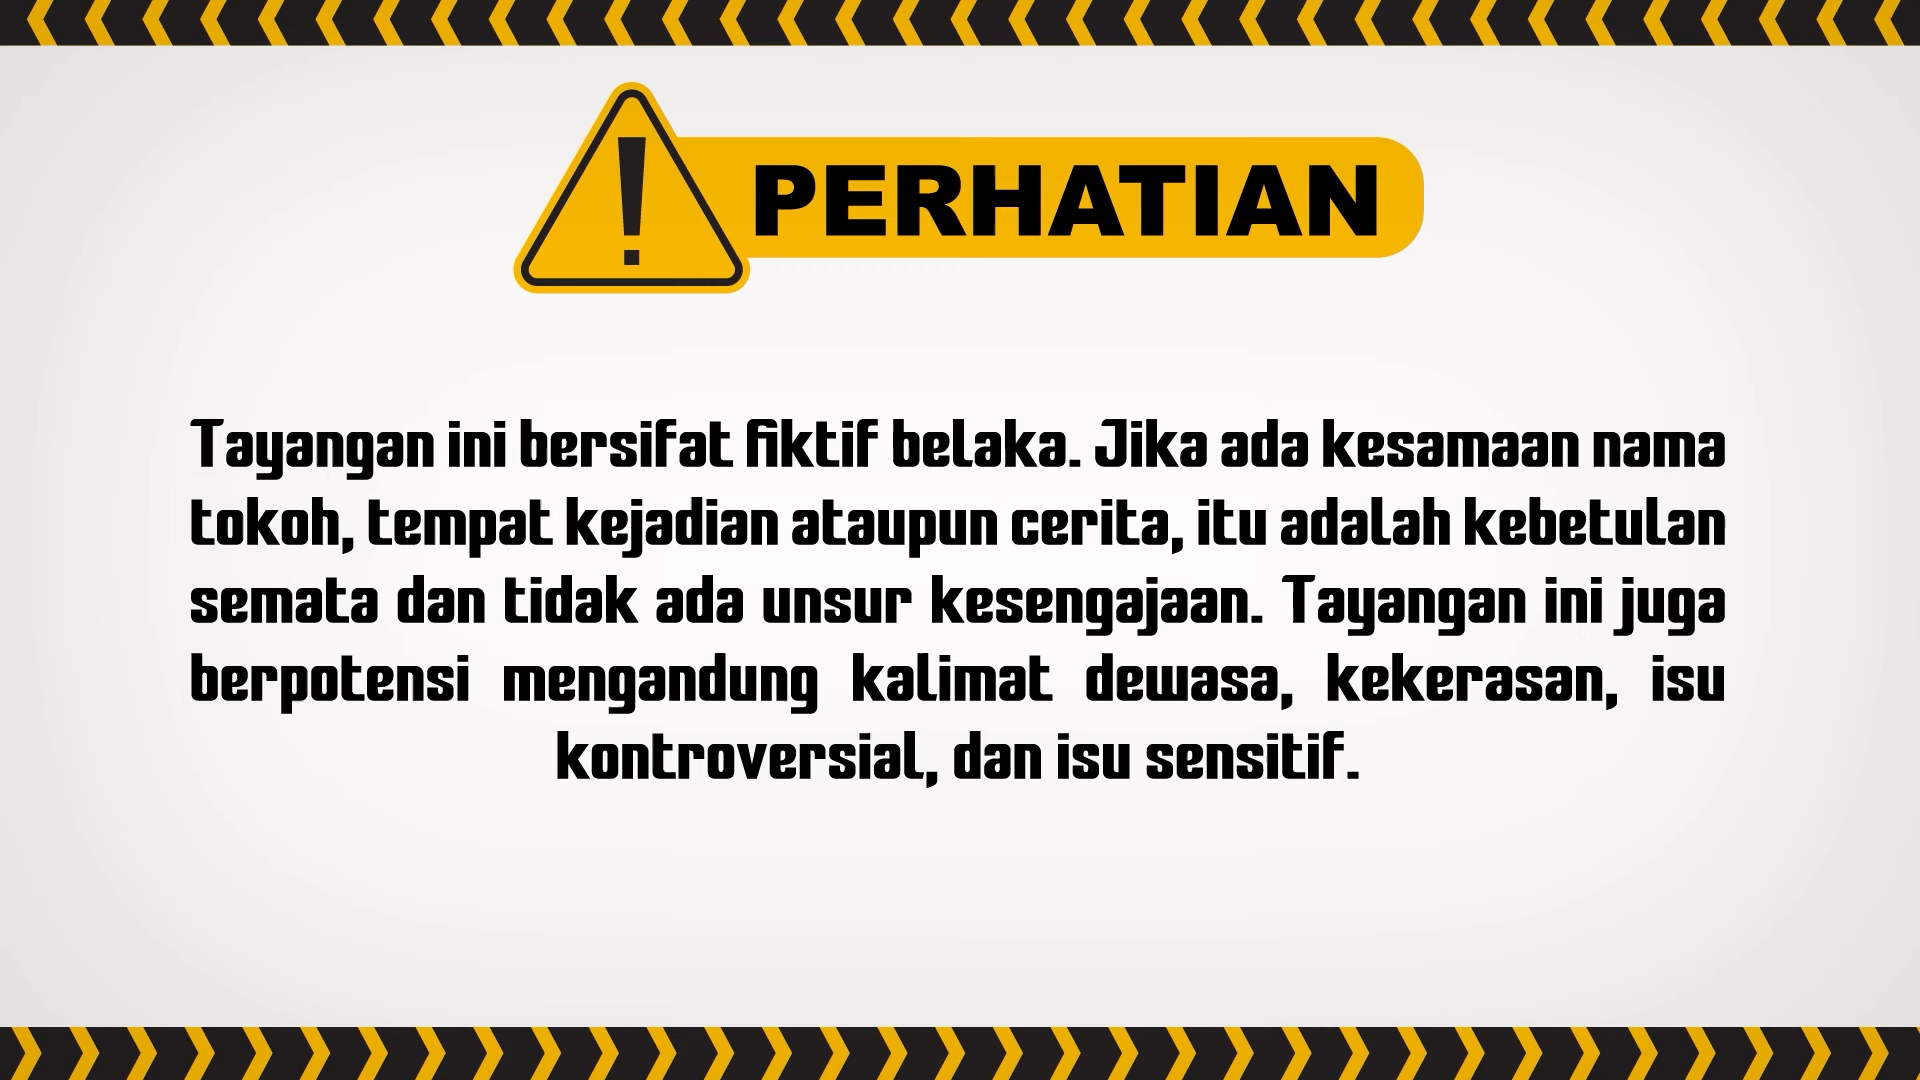 PERHATIAN
Tayangan ini bersifat fiktif belaka. Jika ada kesamaan nama
tokoh, tempat kejadian ataupun cerita, itu adalah kebetulan
semata dan tidak ada unsur kesengajaan. Tayangan ini juga
berpotensi mengandung kalimat dewasa, kekerasan, isu
kontroversial, dan isu sensitif.